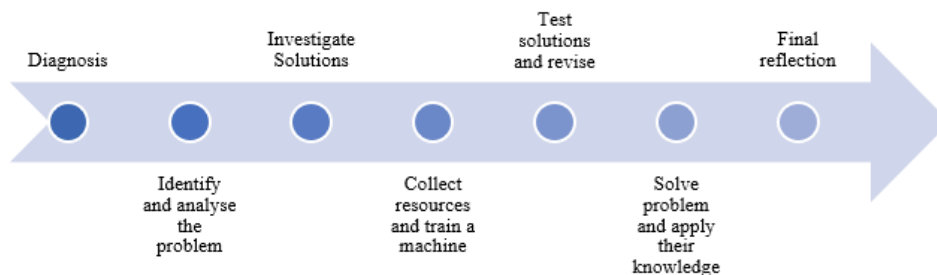 Diagnosis
Identify
and analyse
the
problem
Investigate
Solutions
Collect
resources
and train a
machine
Test
solutions
and revise
Solve
problem
and apply
their
knowledge
Final
reflection